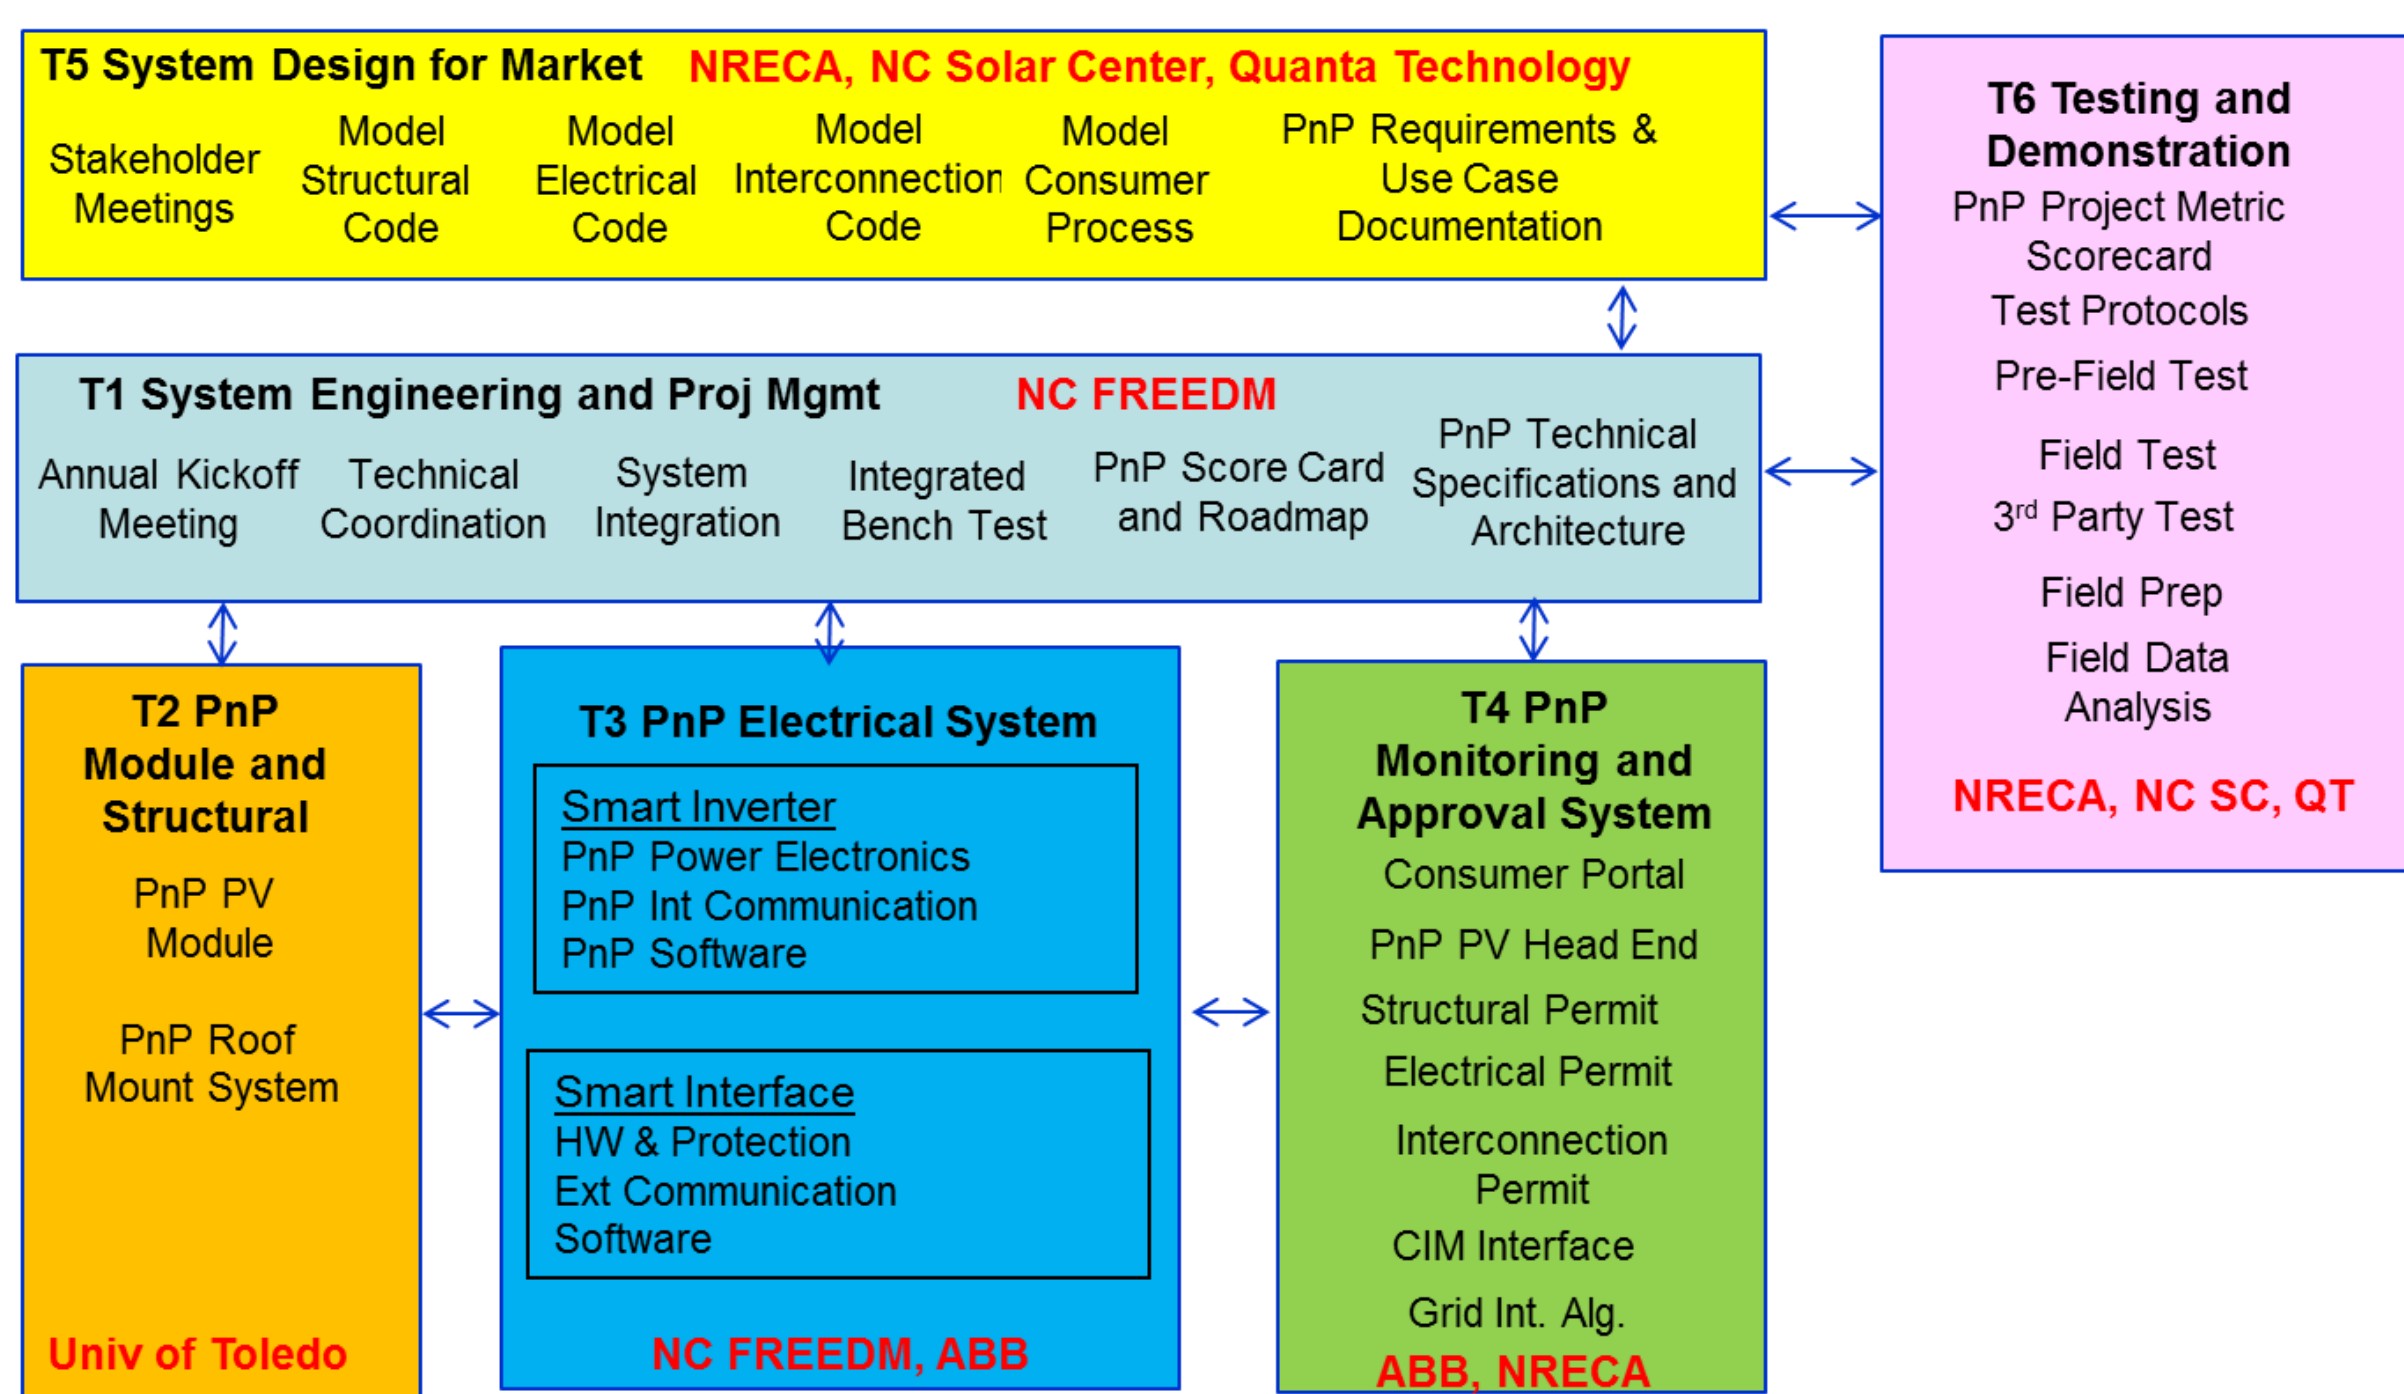 T5 System Design for Market NRECA, NC Solar Center, Quanta Technology
Stakeholder
Meetings
Model
Structural
Code
Model
Electrical
Code
Model
Interconnection
Code
Model
Consumer
Process
PnP Requirements &
Use Case
Documentation
T1 System Engineering and Proj Mgmt NC FREEDM
Annual Kickoff
Meeting
Technical
Coordination
System
Integration
Integrated
Bench Test
PnP Score Card
and Roadmap
PnP Technical
Specifications and
Architecture
T2 PnP
Module and
Structural
PnP PV
Module
PnP Roof
Mount System
Univ of Toledo
T3 PnP Electrical System
Smart Inverter
PnP Power Electronics
PnP Int Communication
PnP Software
Smart Interface
HW & Protection
Ext Communication
Software
NC FREEDM, ABB
T4 PnP
Monitoring and
Approval System
Consumer Portal
PnP PV Head End
Structural Permit
Electrical Permit
Interconnection
Permit
CIM Interface
Grid Int. Alg.
ABB, NRECA
T6 Testing and
Demonstration
PnP Project Metric
Scorecard
Test Protocols
Pre-Field Test
Field Test
3rd Party Test
Field Prep
Field Data
Analysis
NRECA, NC SC, QT